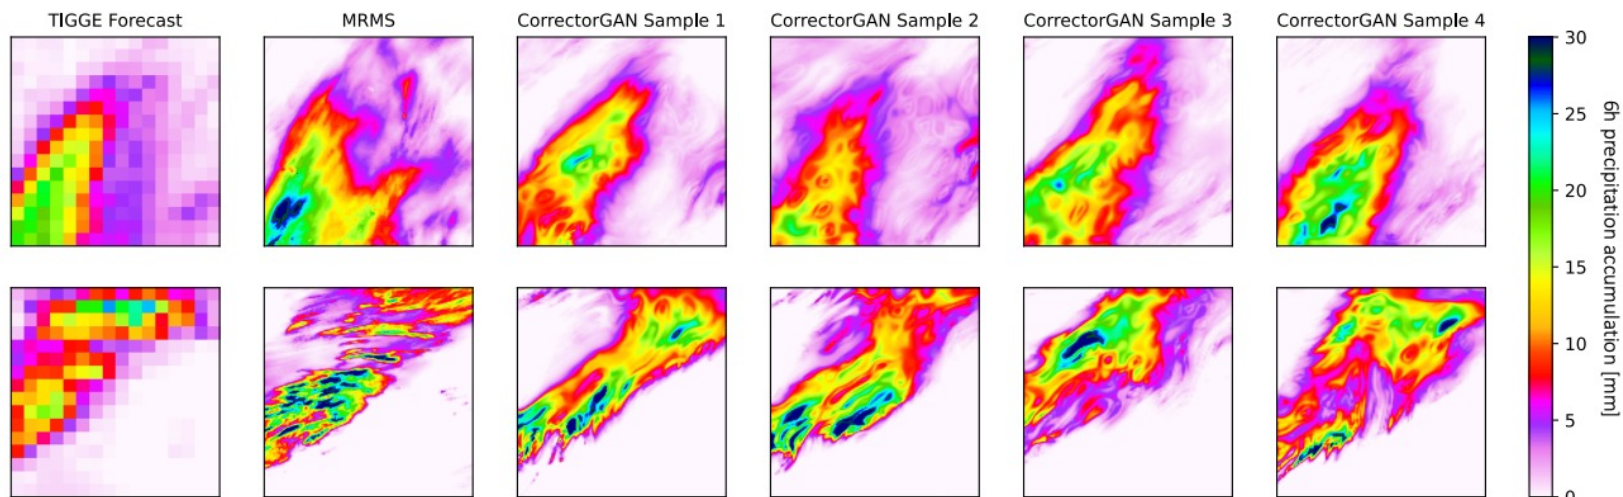 TIGGE Forecast
MRMS
CorrectorGAN Sample 1
CorrectorGAN Sample 2
CorrectorGAN Sample 3
CorrectorGAN Sample 4
30
25
20
15
10
5
0
6h precipitation accumulation [mm]